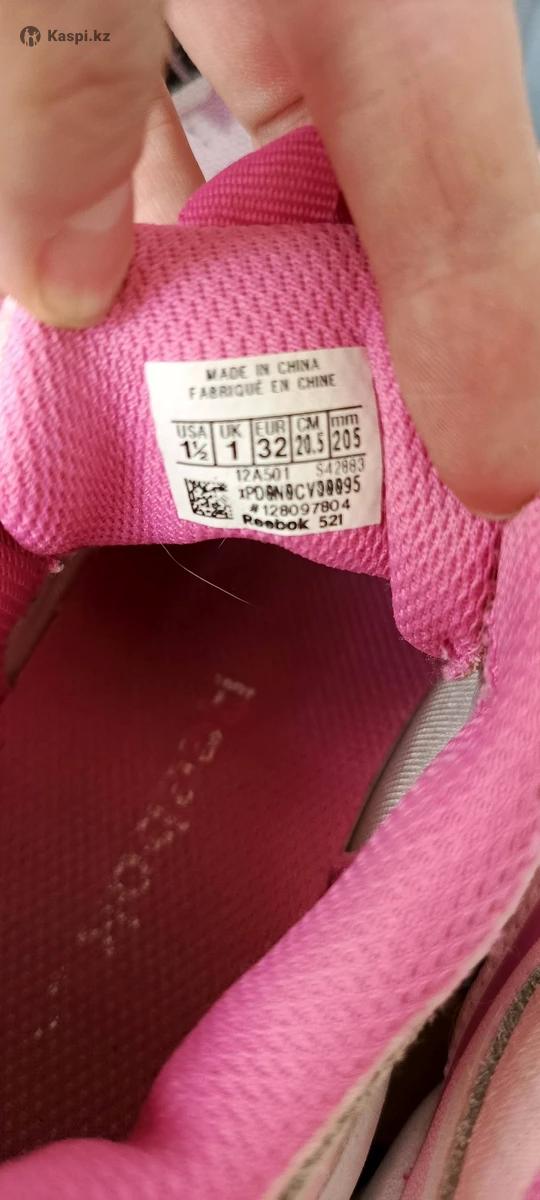 Kaspi.kz
MADE IN CHINA
FABRIQUÉ EN CHINE
USA UK EUR CM mm
1½ 1 32 20.5 205
12A501 S42883
#128097804
Reebok 521
Reebok